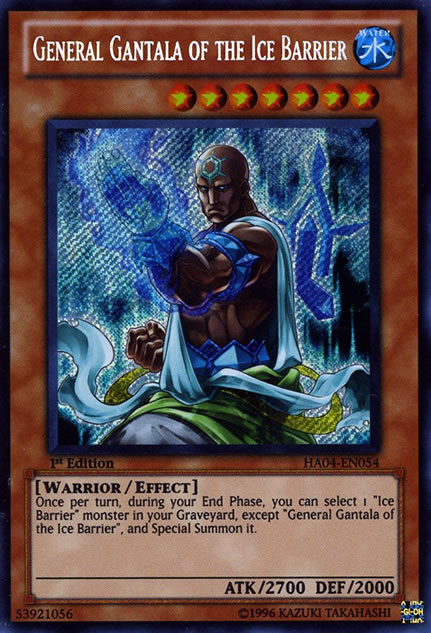 GENERAL GANTALA OF THE ICE BARRIER
WATER
水
1st Edition
HA04-EN054
[WARRIOR/EFFECT]
Once per turn, during your End Phase, you can select 1 "Ice
Barrier" monster in your Graveyard, except "General Gantala of
the Ice Barrier", and Special Summon it.
ATK/2700 DEF/2000
53921056
©1996 KAZUKI TAKAHASHI